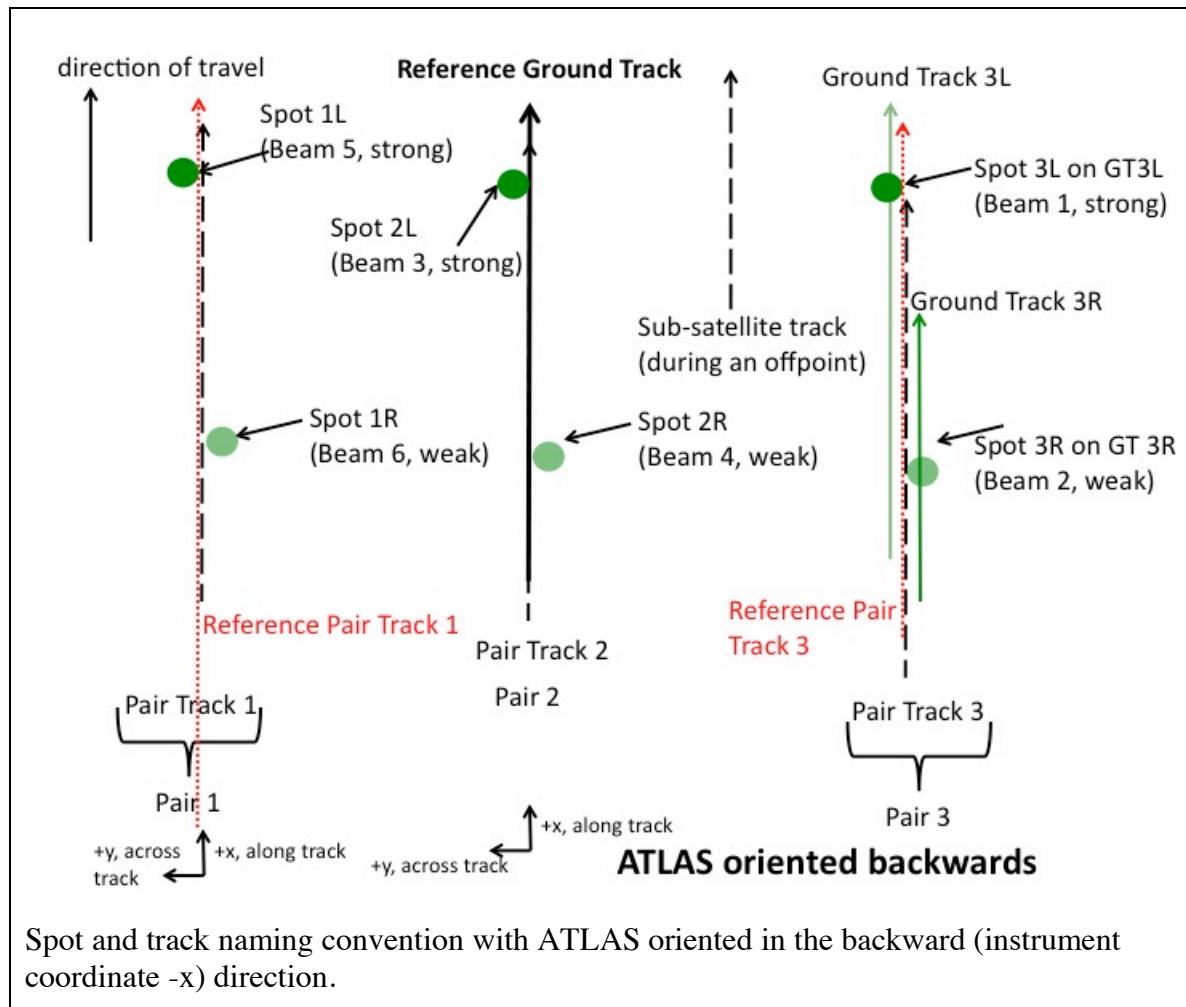 direction of travel
Reference Ground Track
Ground Track 3L
Spot 1L
(Beam 5, strong)
Spot 2L
(Beam 3, strong)
Spot 3L on GT3L
(Beam 1, strong)
Ground Track 3R
Sub-satellite track
(during an offpoint)
Spot 1R
(Beam 6, weak)
Spot 2R
(Beam 4, weak)
Spot 3R on GT 3R
(Beam 2, weak)
Reference Pair Track 1
Reference Pair
Track 3
Pair Track 2
Pair 2
Pair Track 1
Pair Track 3
Pair 1
Pair 3
+y, across
track
+x, along track
+x, along track
+y, across track
ATLAS oriented backwards
Spot and track naming convention with ATLAS oriented in the backward (instrument
coordinate -x) direction.